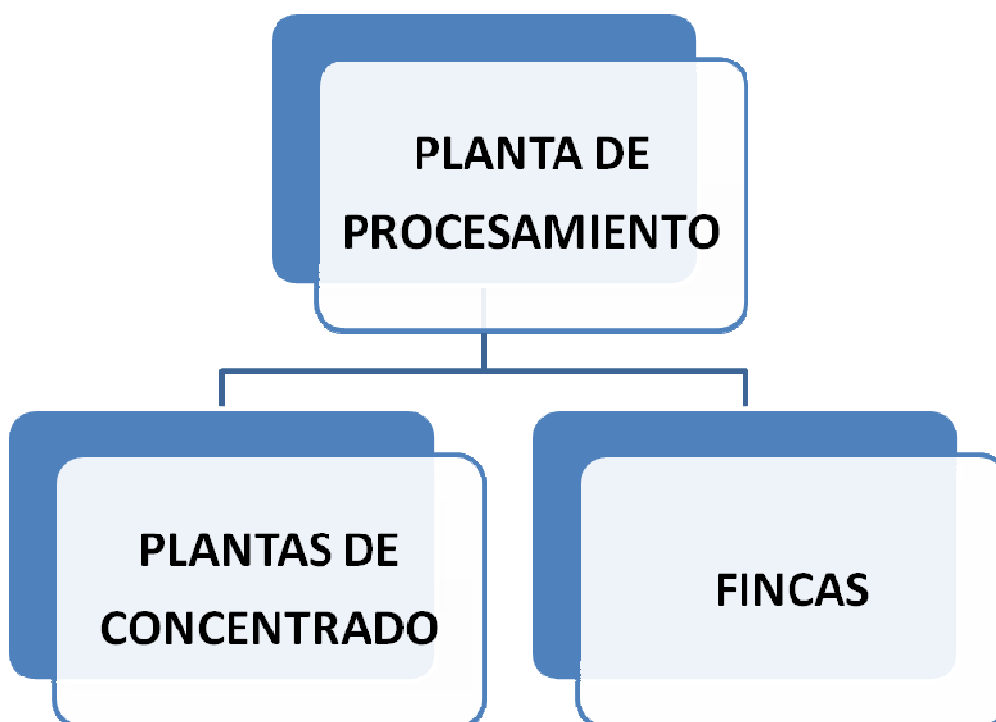 PLANTA DE
PROCESAMIENTO
PLANTAS DE
CONCENTRADO
FINCAS